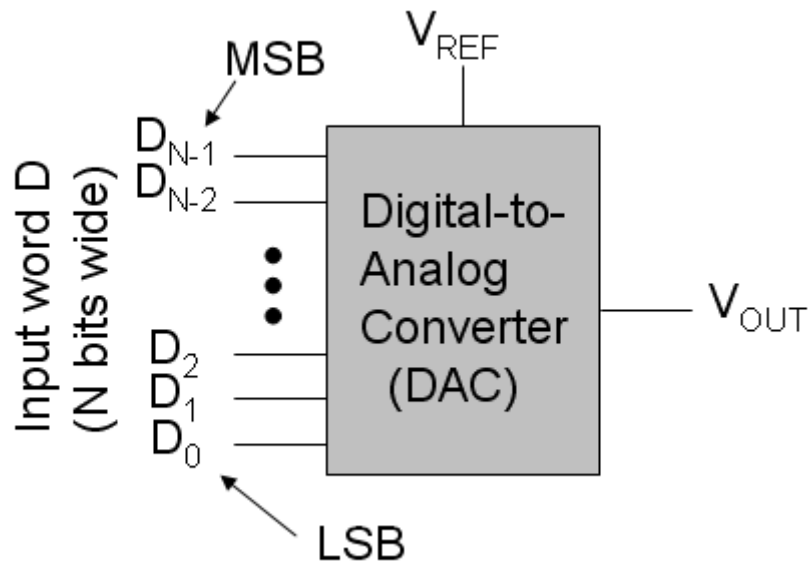 V_REF
MSB
D_N-1
D_N-2
Digital-to-
Analog
Converter
(DAC)
Input word D
(N bits wide)
D_2
D_1
D_0
V_OUT
LSB